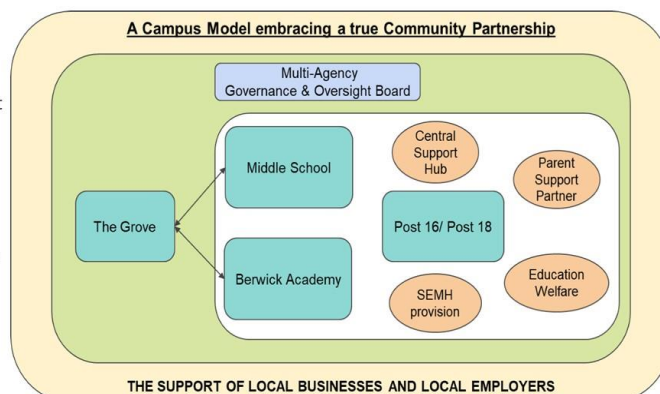 A Campus Model embracing a true Community Partnership
Multi-Agency
Governance & Oversight Board
Central
Support
Hub
Middle School
Parent
Support
Partner
The Grove
Post 16/ Post 18
Berwick Academy
Education
Welfare
SEMH
provision
THE SUPPORT OF LOCAL BUSINESSES AND LOCAL EMPLOYERS